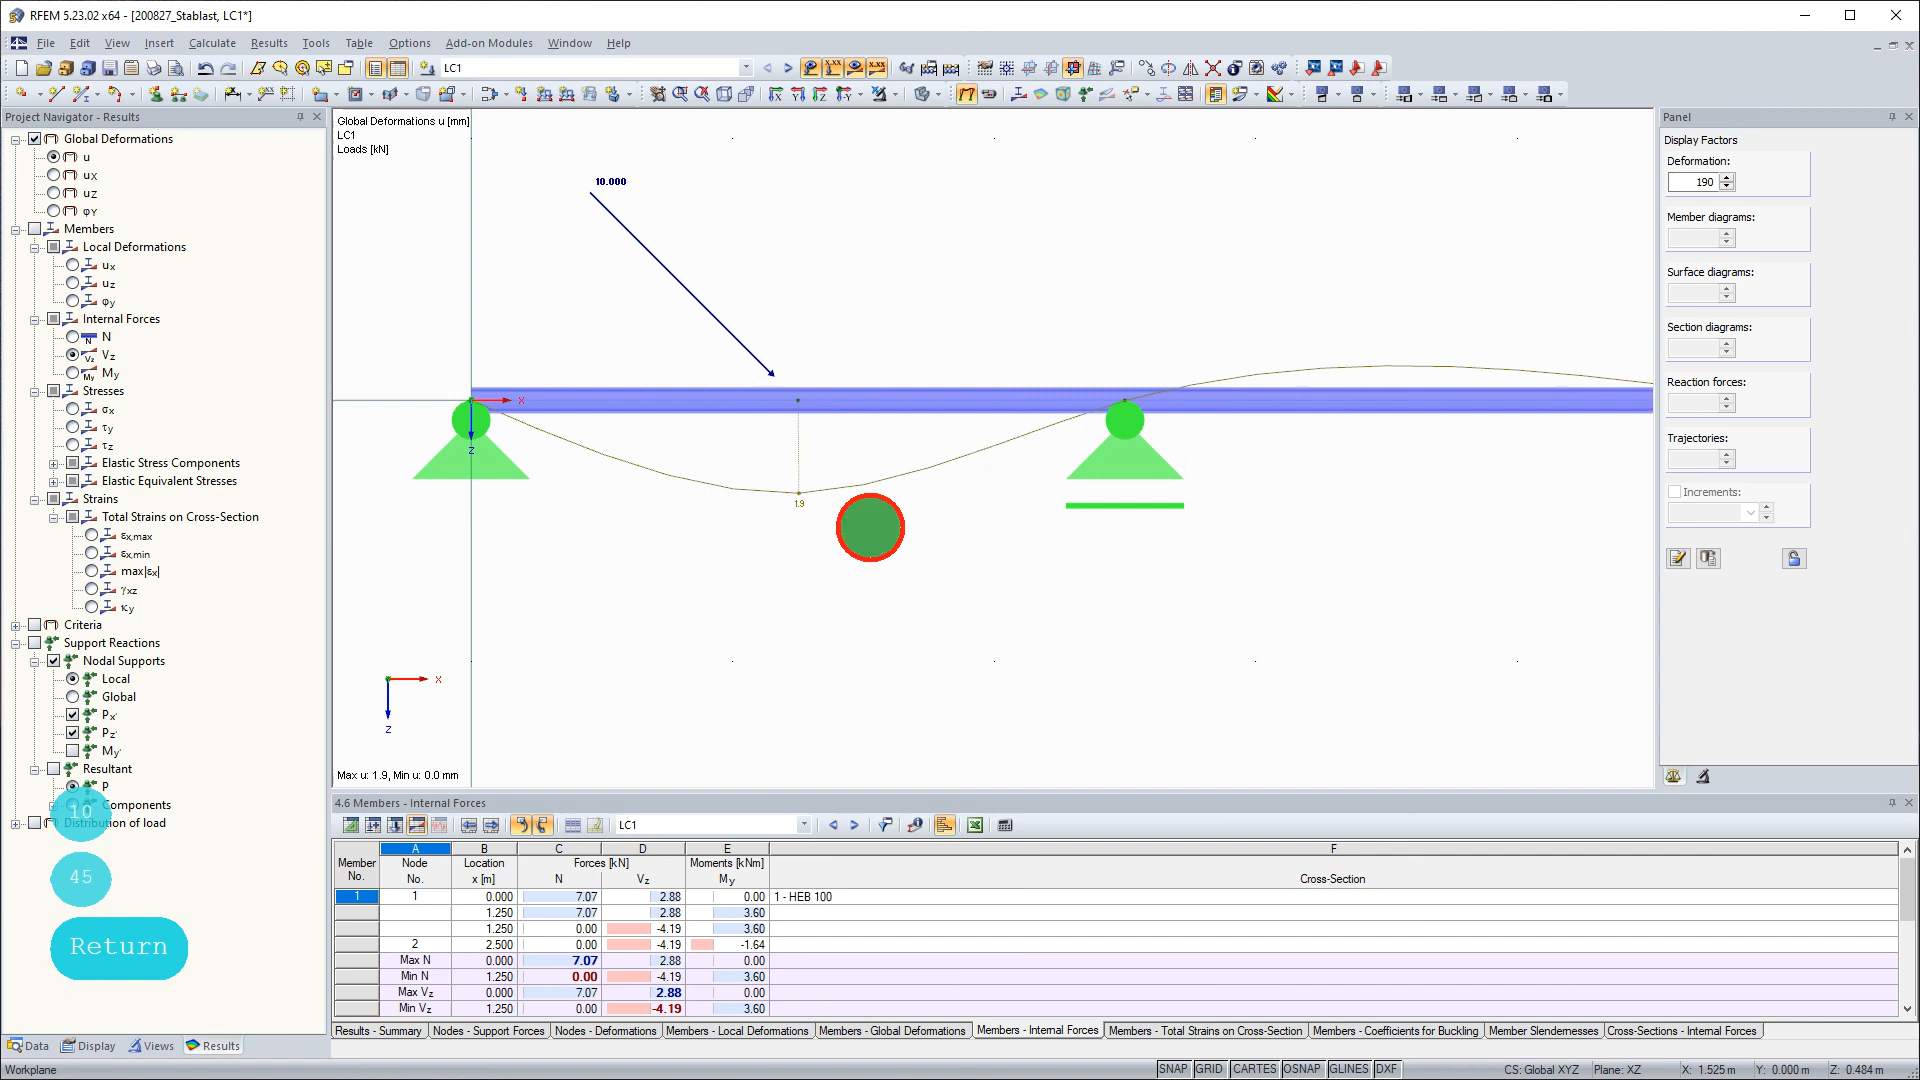 RFEM 5.23.02 x64 - [200827_Stablast, LC1*]
File Edit View Insert Calculate Results Tools Table Options Add-on Modules Window Help
LC1
Project Navigator - Results
Global Deformations
u
uX
uZ
φY
Members
Local Deformations
ux
uz
φy
Internal Forces
N
Vz
My
Stresses
σx
τy
τz
Elastic Stress Components
Elastic Equivalent Stresses
Strains
Total Strains on Cross-Section
εx,max
εx,min
max|εx|
γxz
κy
Criteria
Support Reactions
Nodal Supports
Local
Global
Px'
Pz'
My'
Resultant
P
Components
Distribution of load
10
45
Return
Data Display Views Results
Workplane
Global Deformations u [mm]
LC1
Loads [kN]
10.000
x
z
1.9
x
z
Max u: 1.9, Min u: 0.0 mm
Panel
Display Factors
Deformation:
190
Member diagrams:
Surface diagrams:
Section diagrams:
Reaction forces:
Trajectories:
Increments:
4.6 Members - Internal Forces
LC1
A B C D E F
Member Node Location Forces [kN] Moments [kNm]
No. No. x [m] N Vz My Cross-Section
1 1 0.000 7.07 2.88 0.00 1 - HEB 100
1.250 7.07 2.88 3.60
1.250 0.00 -4.19 3.60
2 2.500 0.00 -4.19 -1.64
Max N 0.000 7.07 2.88 0.00
Min N 1.250 0.00 -4.19 3.60
Max Vz 0.000 7.07 2.88 0.00
Min Vz 1.250 0.00 -4.19 3.60
Results - Summary Nodes - Support Forces Nodes - Deformations Members - Local Deformations Members - Global Deformations Members - Internal Forces Members - Total Strains on Cross-Section Members - Coefficients for Buckling Member Slendernesses Cross-Sections - Internal Forces
SNAP GRID CARTES OSNAP GLINES DXF CS: Global XYZ Plane: XZ X: 1.525 m Y: 0.000 m Z: 0.484 m